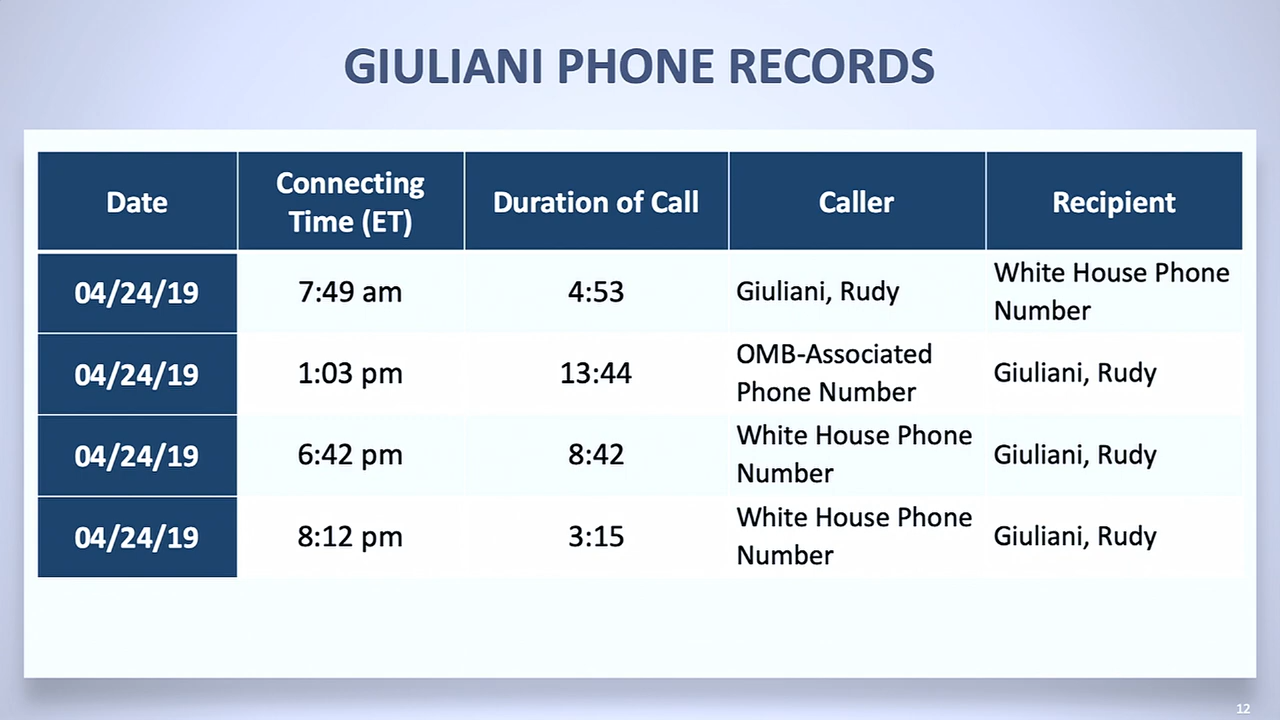 GIULIANI PHONE RECORDS
Date
Connecting
Time (ET)
Duration of Call
Caller
Recipient
04/24/19
7:49 am
4:53
Giuliani, Rudy
White House Phone
Number
04/24/19
1:03 pm
13:44
OMB-Associated
Phone Number
Giuliani, Rudy
04/24/19
6:42 pm
8:42
White House Phone
Number
Giuliani, Rudy
04/24/19
8:12 pm
3:15
White House Phone
Number
Giuliani, Rudy
12